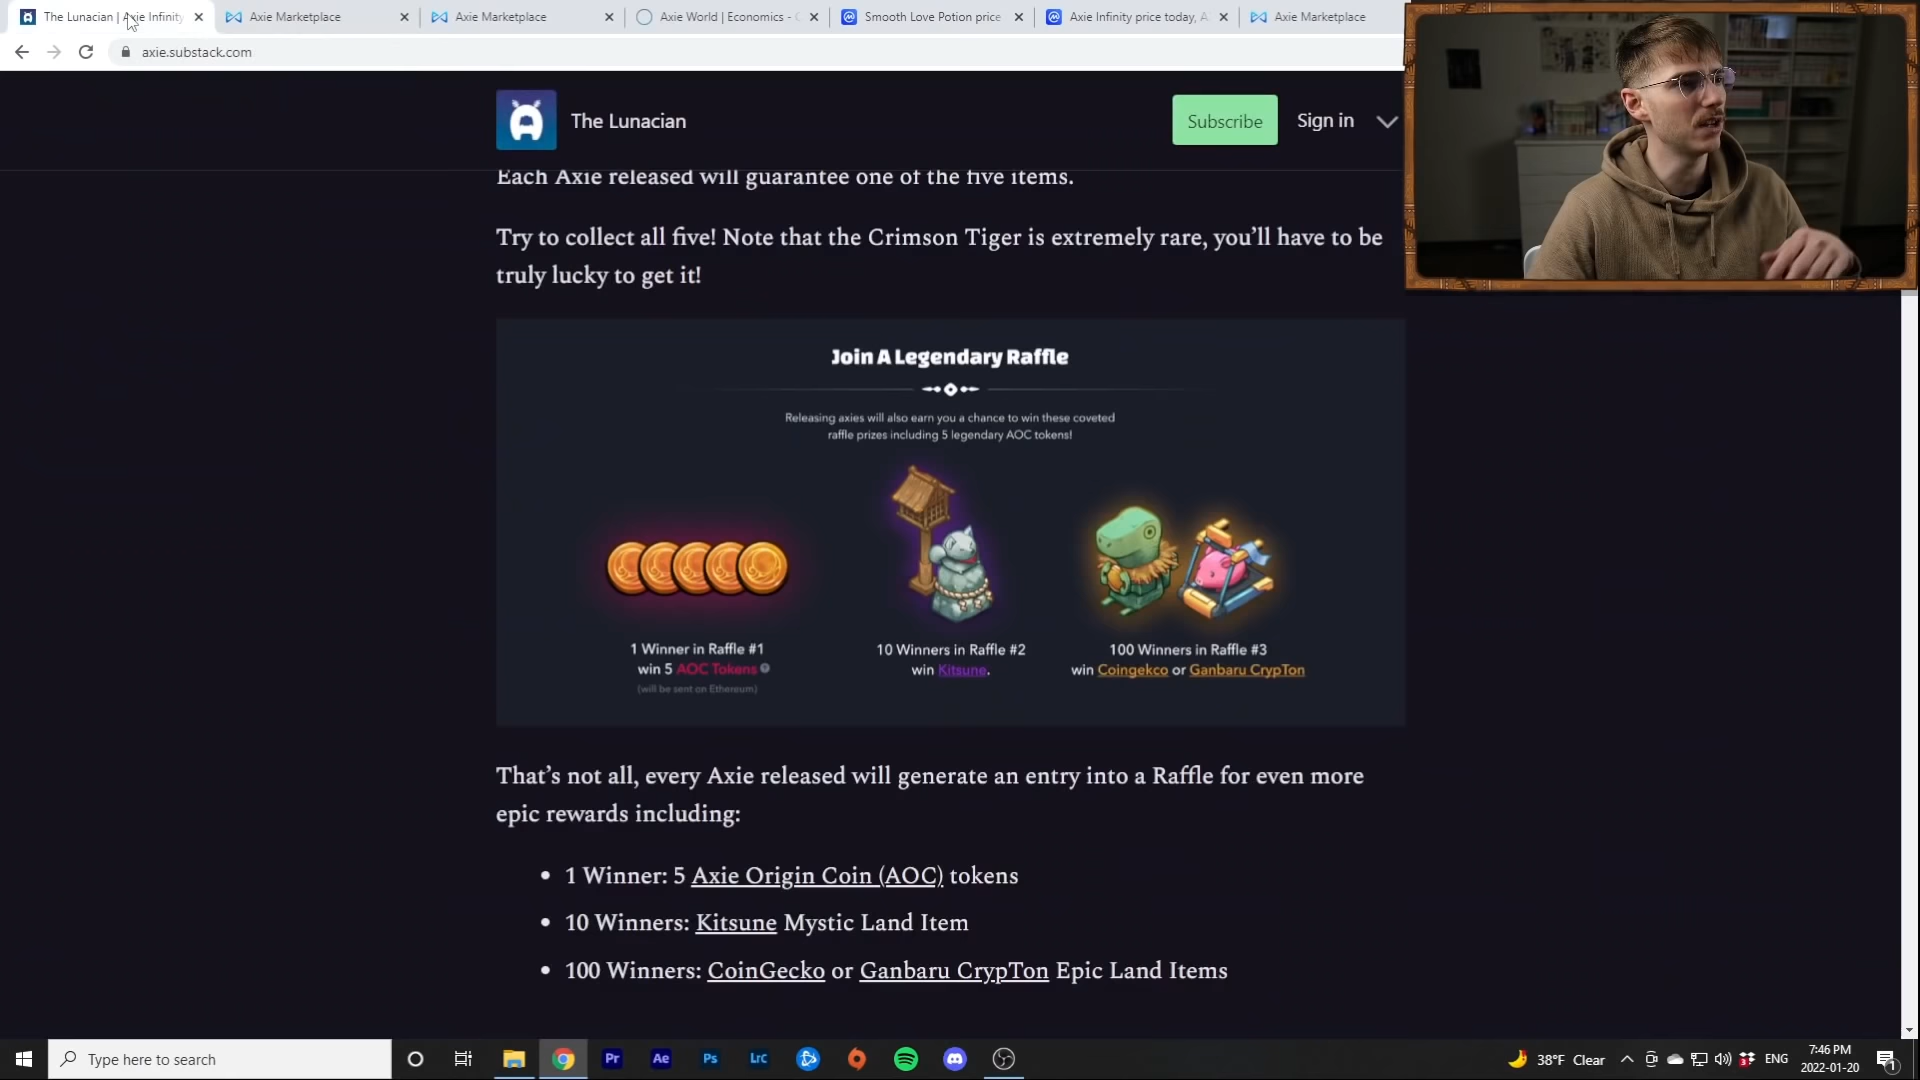 The Lunacian | Axie Infinity
Axie Marketplace
Axie Marketplace
Axie World | Economics -
Smooth Love Potion price
Axie Infinity price today, A
Axie Marketplace
axie.substack.com
The Lunacian
Subscribe
Sign in
Each Axie released will guarantee one of the five items.
Try to collect all five! Note that the Crimson Tiger is extremely rare, you’ll have to be
truly lucky to get it!
Join A Legendary Raffle
Releasing axies will also earn you a chance to win these coveted
raffle prizes including 5 legendary AOC tokens!
1 Winner in Raffle #1
win 5 AOC Tokens
(will be sent on Ethereum)
10 Winners in Raffle #2
win Kitsune.
100 Winners in Raffle #3
win Coingekco or Ganbaru CrypTon
That’s not all, every Axie released will generate an entry into a Raffle for even more
epic rewards including:
• 1 Winner: 5 Axie Origin Coin (AOC) tokens
• 10 Winners: Kitsune Mystic Land Item
• 100 Winners: CoinGecko or Ganbaru CrypTon Epic Land Items
Type here to search
Pr
Ae
Ps
Lrc
38°F Clear
ENG
7:46 PM
2022-01-20
1